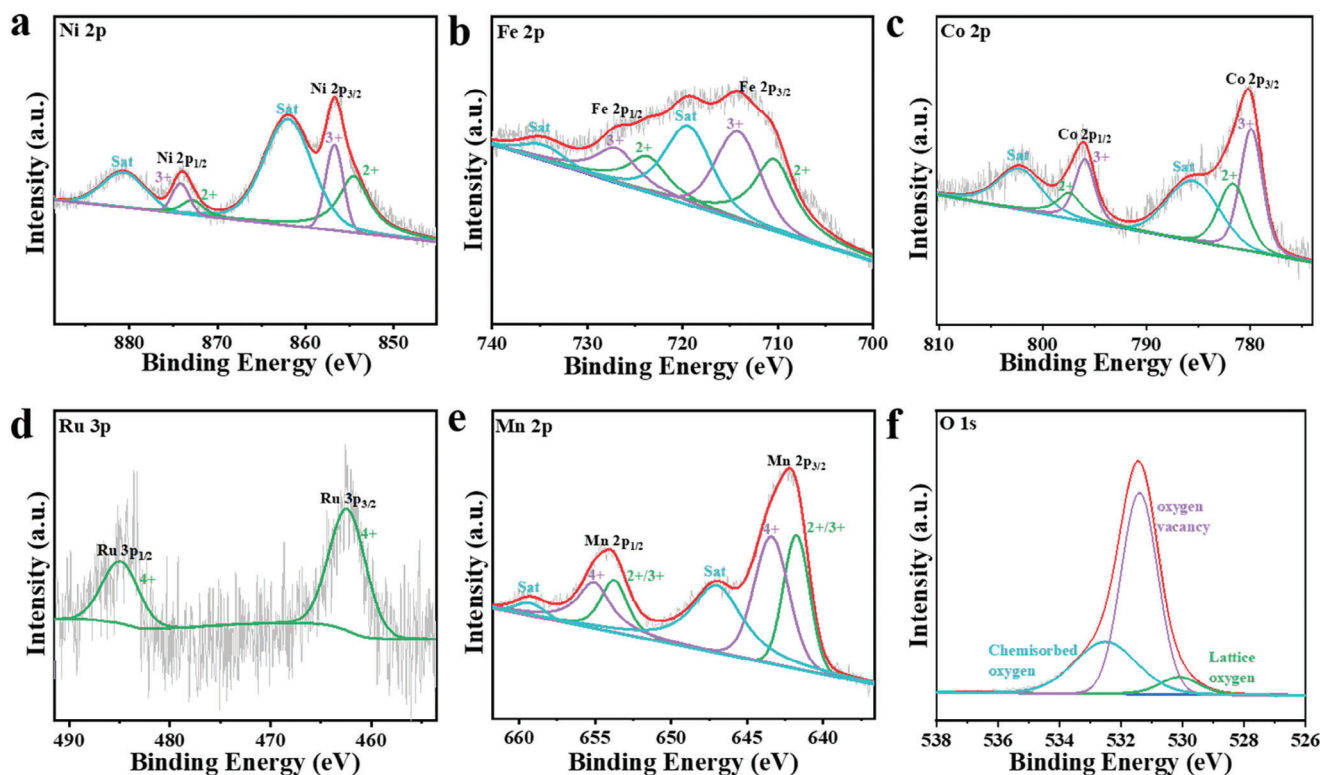 a
Ni 2p
Intensity (a.u.)
Sat
Ni 2p1/2
3+
2+
Sat
Ni 2p3/2
3+
2+
880
870
860
850
Binding Energy (eV)
b
Fe 2p
Intensity (a.u.)
Sat
Fe 2p1/2
3+
2+
Sat
Fe 2p3/2
3+
2+
740
730
720
710
700
Binding Energy (eV)
c
Co 2p
Intensity (a.u.)
Sat
Co 2p1/2
3+
2+
Sat
Co 2p3/2
3+
2+
810
800
790
780
Binding Energy (eV)
d
Ru 3p
Intensity (a.u.)
Ru 3p1/2
4+
Ru 3p3/2
4+
490
480
470
460
Binding Energy (eV)
e
Mn 2p
Intensity (a.u.)
Sat
Mn 2p1/2
4+
2+/3+
Sat
Mn 2p3/2
4+
2+/3+
660
655
650
645
640
Binding Energy (eV)
f
O 1s
Intensity (a.u.)
oxygen
vacancy
Chemisorbed
oxygen
Lattice
oxygen
538
536
534
532
530
528
526
Binding Energy (eV)